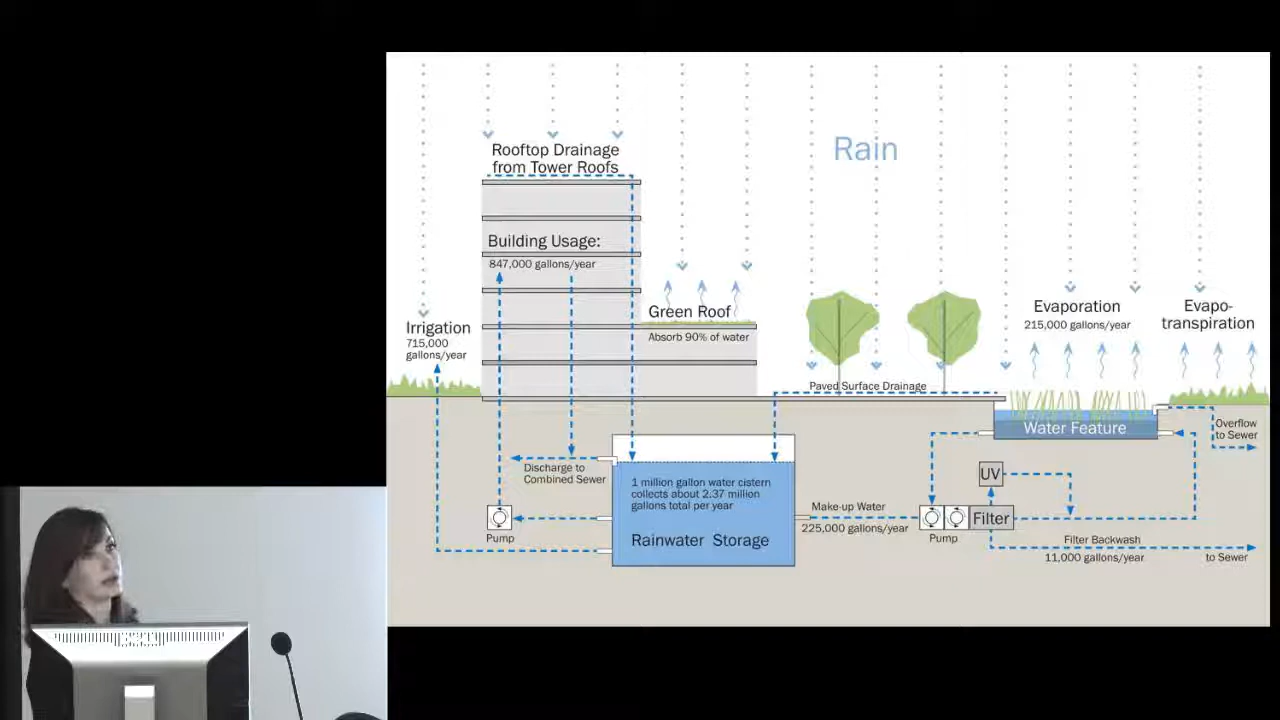 Rain
Rooftop Drainage
from Tower Roofs
Building Usage:
847,000 gallons/year
Green Roof
Absorb 90% of water
Irrigation
715,000
gallons/year
Evaporation
215,000 gallons/year
Evapo-
transpiration
Paved Surface Drainage
Water Feature
Overflow
to Sewer
Discharge to
Combined Sewer
1 million gallon water cistern
collects about 2.37 million
gallons total per year
Rainwater Storage
Pump
Make-up Water
225,000 gallons/year
UV
Filter
Pump
Filter Backwash
11,000 gallons/year
to Sewer